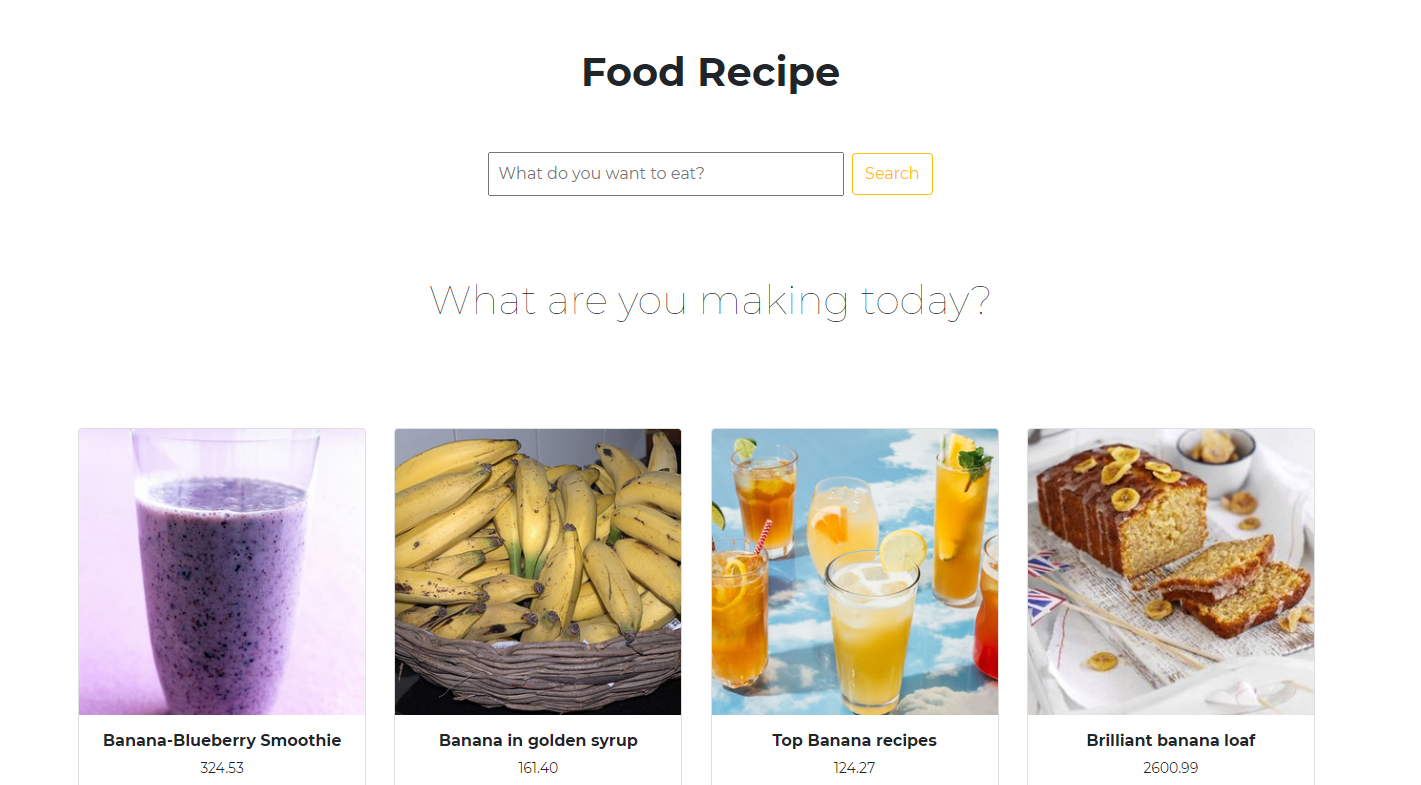 Food Recipe
What do you want to eat?
Search
What are you making today?
Banana-Blueberry Smoothie
324.53
Banana in golden syrup
161.40
Top Banana recipes
124.27
Brilliant banana loaf
2600.99